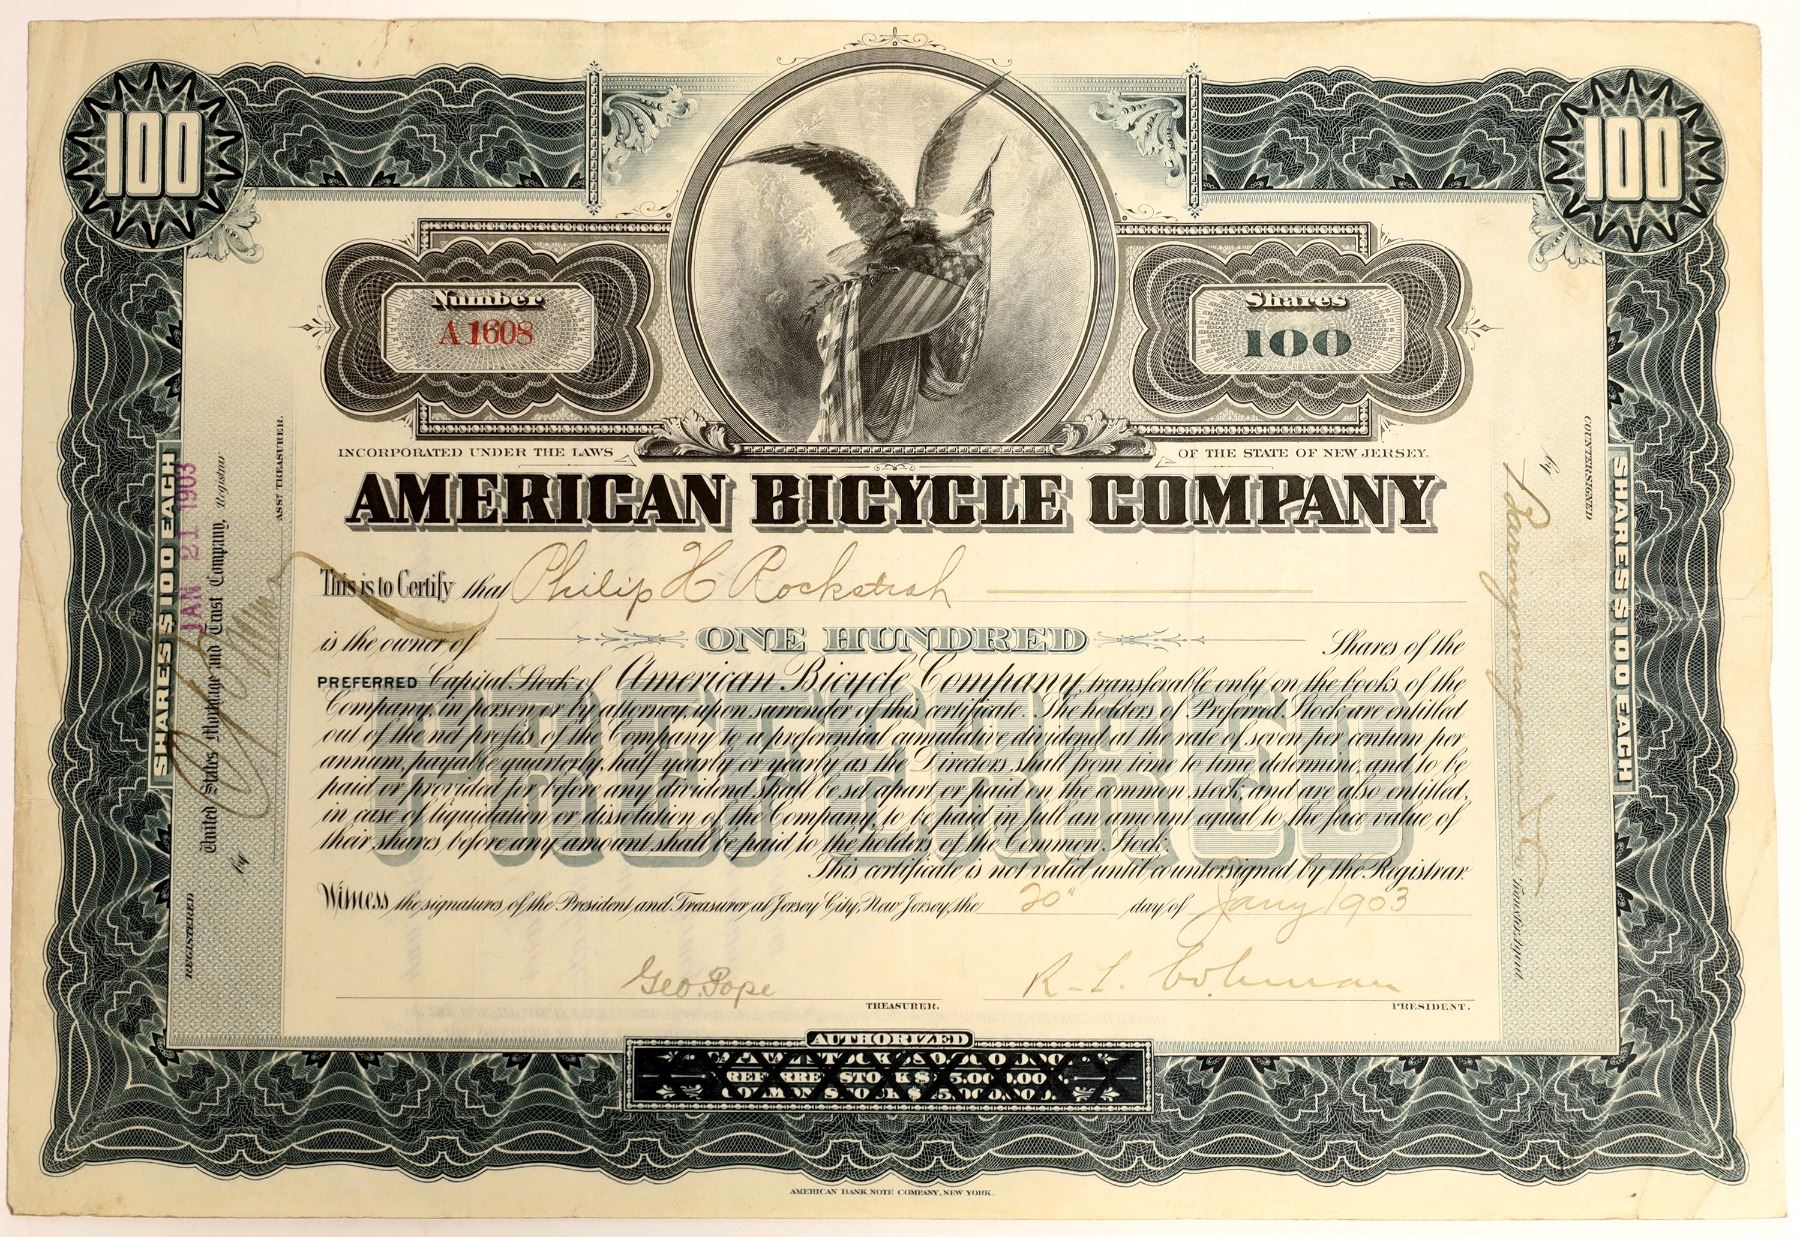 100
100
Number
A1608
Shares
100
INCORPORATED UNDER THE LAWS OF THE STATE OF NEW JERSEY.
AMERICAN BICYCLE COMPANY
This is to Certify that Philip H Rockstroh
is the owner of ONE HUNDRED Shares of the
PREFERRED Capital Stock of American Bicycle Company, transferable only on the books of the
Company, in person or by attorney, upon surrender of this certificate. The holders of Preferred Stock are entitled
out of the net profits of the Company to a preferential cumulative dividend at the rate of seven per centum per
annum, payable quarterly, half yearly or yearly as the Directors shall from time to time determine, and to be
paid or provided for before any dividend shall be set apart or paid on the common stock, and are also entitled,
in case of liquidation or dissolution of the Company, to be paid in full an amount equal to the face value of
their shares before any amount shall be paid to the holders of the Common Stock.
PREFERRED
This certificate is not valid until countersigned by the Registrar.
Witness the signatures of the President and Treasurer, at Jersey City, New Jersey, the 20" day of Jany 1903
Geo. Pope
TREASURER.
R. L. Coleman
PRESIDENT.
AUTHORIZED
AMERICAN BANK NOTE COMPANY, NEW YORK.
SHARES $100 EACH
JAN 21 1903
REGISTERED
United States Mortgage and Trust Company, Registrar
by
ASST TREASURER.
COUNTERSIGNED
by
Transfer Agent.
SHARES $100 EACH